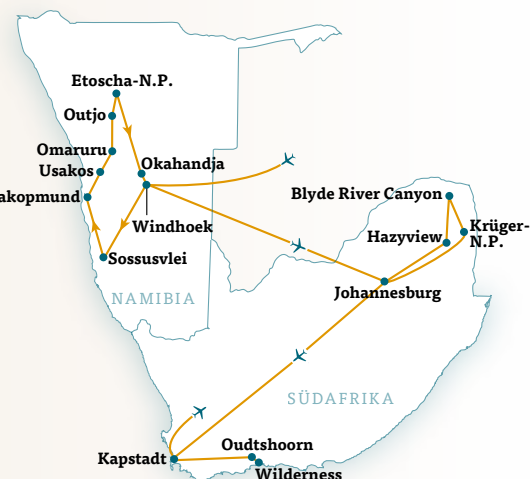 Etoscha-N.P.
Outjo
Omaruru
Okahandja
Usakos
akopmund
Blyde River Canyon
Windhoek
Krüger-
N.P.
Hazyview
Sossusvlei
Johannesburg
NAMIBIA
SÜDAFRIKA
Oudtshoorn
Kapstadt
Wilderness